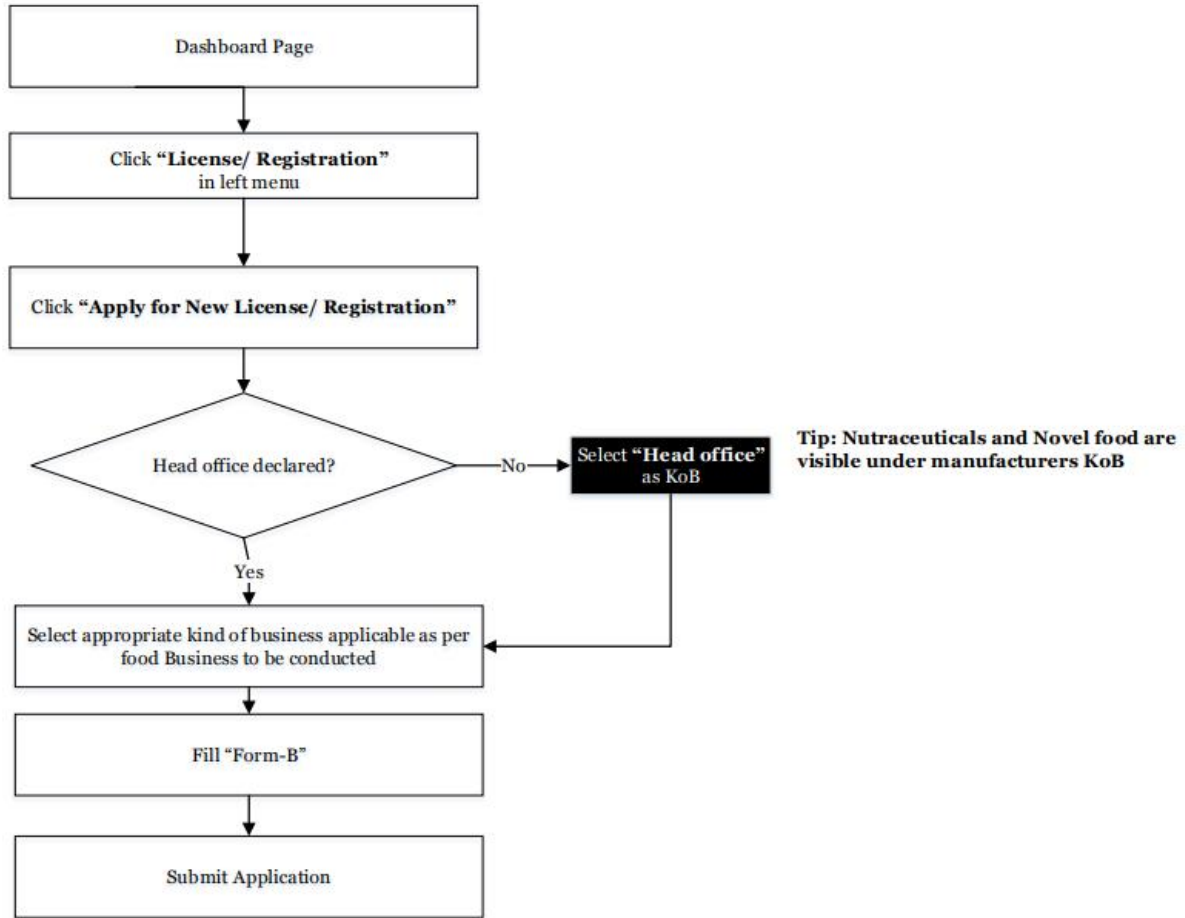 Dashboard Page
Click “License/ Registration”
in left menu
Click “Apply for New License/ Registration”
Head office declared?
No
Select “Head office”
as KoB
Tip: Nutraceuticals and Novel food are
visible under manufacturers KoB
Yes
Select appropriate kind of business applicable as per
food Business to be conducted
Fill “Form-B”
Submit Application